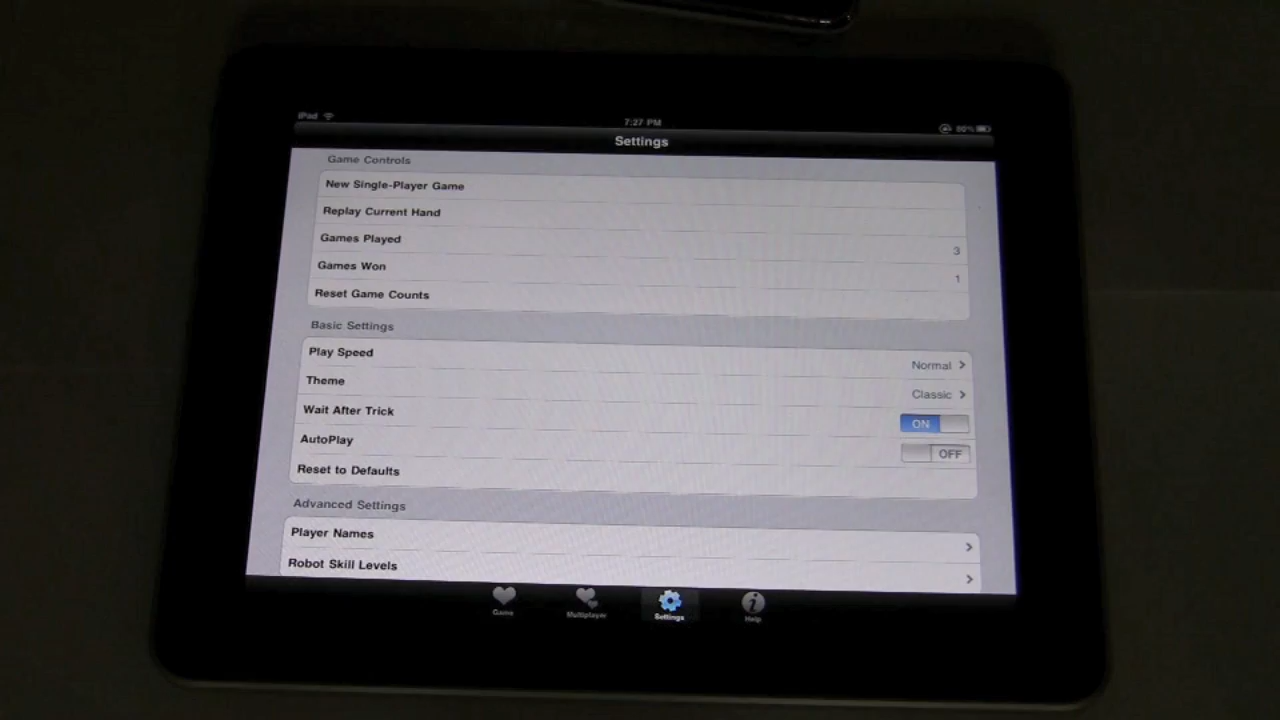 iPad
7:27 PM
80%
Settings
Game Controls
New Single-Player Game
Replay Current Hand
Games Played 3
Games Won 1
Reset Game Counts
Basic Settings
Play Speed Normal
Theme Classic
Wait After Trick ON
AutoPlay OFF
Reset to Defaults
Advanced Settings
Player Names
Robot Skill Levels
Game Multiplayer Settings Help